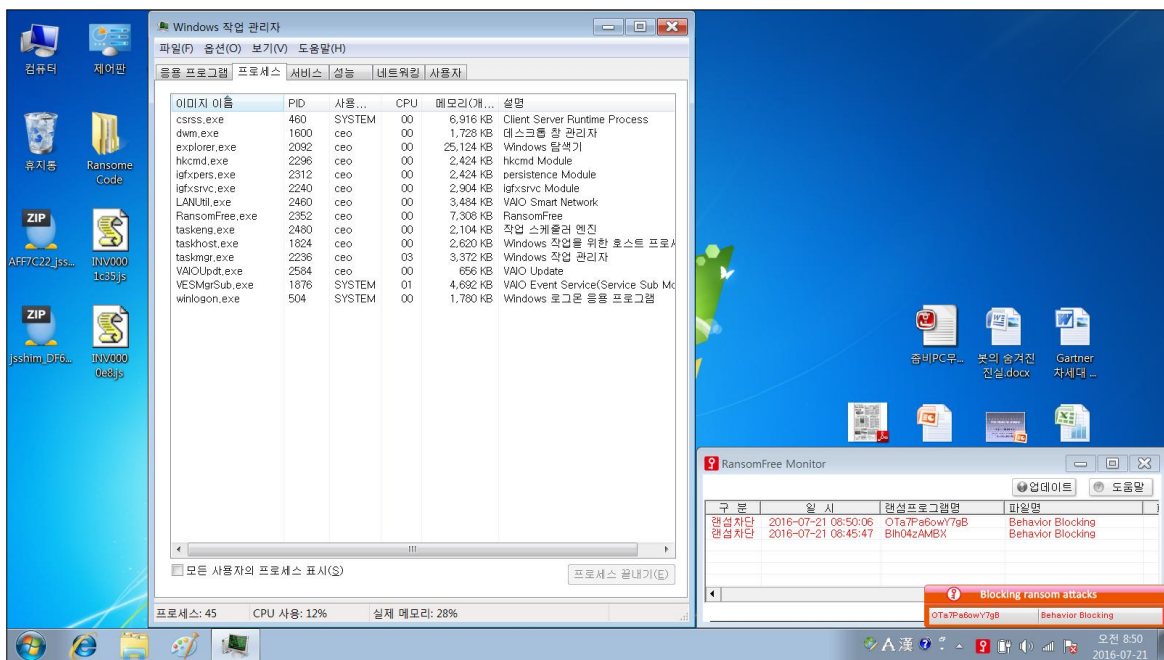 컴퓨터
제어판
휴지통
Ransome
Code
ZIP
AFF7C22_jss...
INV000
1c35.js
ZIP
jsshim_DF6...
INV000
0e8.js
Windows 작업 관리자
파일(F) 옵션(O) 보기(V) 도움말(H)
응용 프로그램 프로세스 서비스 성능 네트워킹 사용자
이미지 이름 PID 사용... CPU 메모리(개... 설명
csrss.exe 460 SYSTEM 00 6,916 KB Client Server Runtime Process
dwm.exe 1600 ceo 00 1,728 KB 데스크톱 창 관리자
explorer.exe 2092 ceo 00 25,124 KB Windows 탐색기
hkcmd.exe 2296 ceo 00 2,424 KB hkcmd Module
igfxpers.exe 2312 ceo 00 2,424 KB persistence Module
igfxsrvc.exe 2240 ceo 00 2,904 KB igfxsrvc Module
LANUtil.exe 2460 ceo 00 3,484 KB VAIO Smart Network
RansomFree.exe 2352 ceo 00 7,308 KB RansomFree
taskeng.exe 2480 ceo 00 2,104 KB 작업 스케줄러 엔진
taskhost.exe 1824 ceo 00 2,620 KB Windows 작업을 위한 호스트 프로세
taskmgr.exe 2236 ceo 03 3,372 KB Windows 작업 관리자
VAIOUpdt.exe 2584 ceo 00 656 KB VAIO Update
VESMgrSub.exe 1876 SYSTEM 01 4,692 KB VAIO Event Service(Service Sub Mo
winlogon.exe 504 SYSTEM 00 1,780 KB Windows 로그온 응용 프로그램
모든 사용자의 프로세스 표시(S)
프로세스 끝내기(E)
프로세스: 45 CPU 사용: 12% 실제 메모리: 28%
좀비PC무...
봇의 숨겨진
진실.docx
Gartner
차세대 ...
RansomFree Monitor
업데이트 도움말
구 분 일 시 랜섬프로그램명 파일명
랜섬차단 2016-07-21 08:50:06 OTa7Pa6owY7gB Behavior Blocking
랜섬차단 2016-07-21 08:45:47 Blh04zAMBX Behavior Blocking
Blocking ransom attacks
OTa7Pa6owY7gB Behavior Blocking
A 漢
오전 8:50
2016-07-21